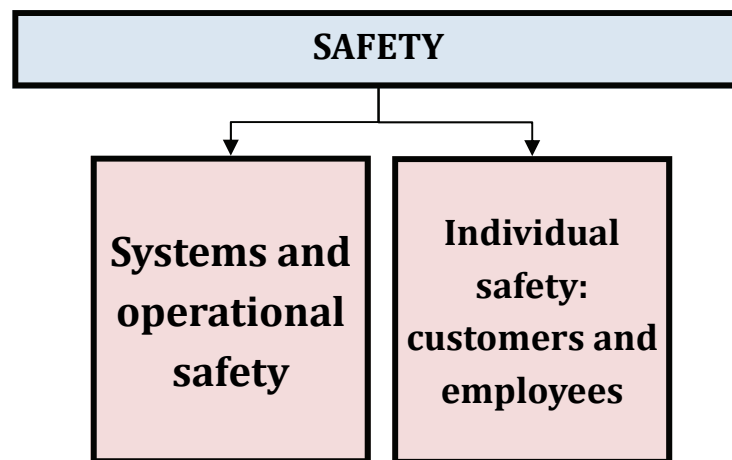 SAFETY
Systems and
operational
safety
Individual
safety:
customers and
employees